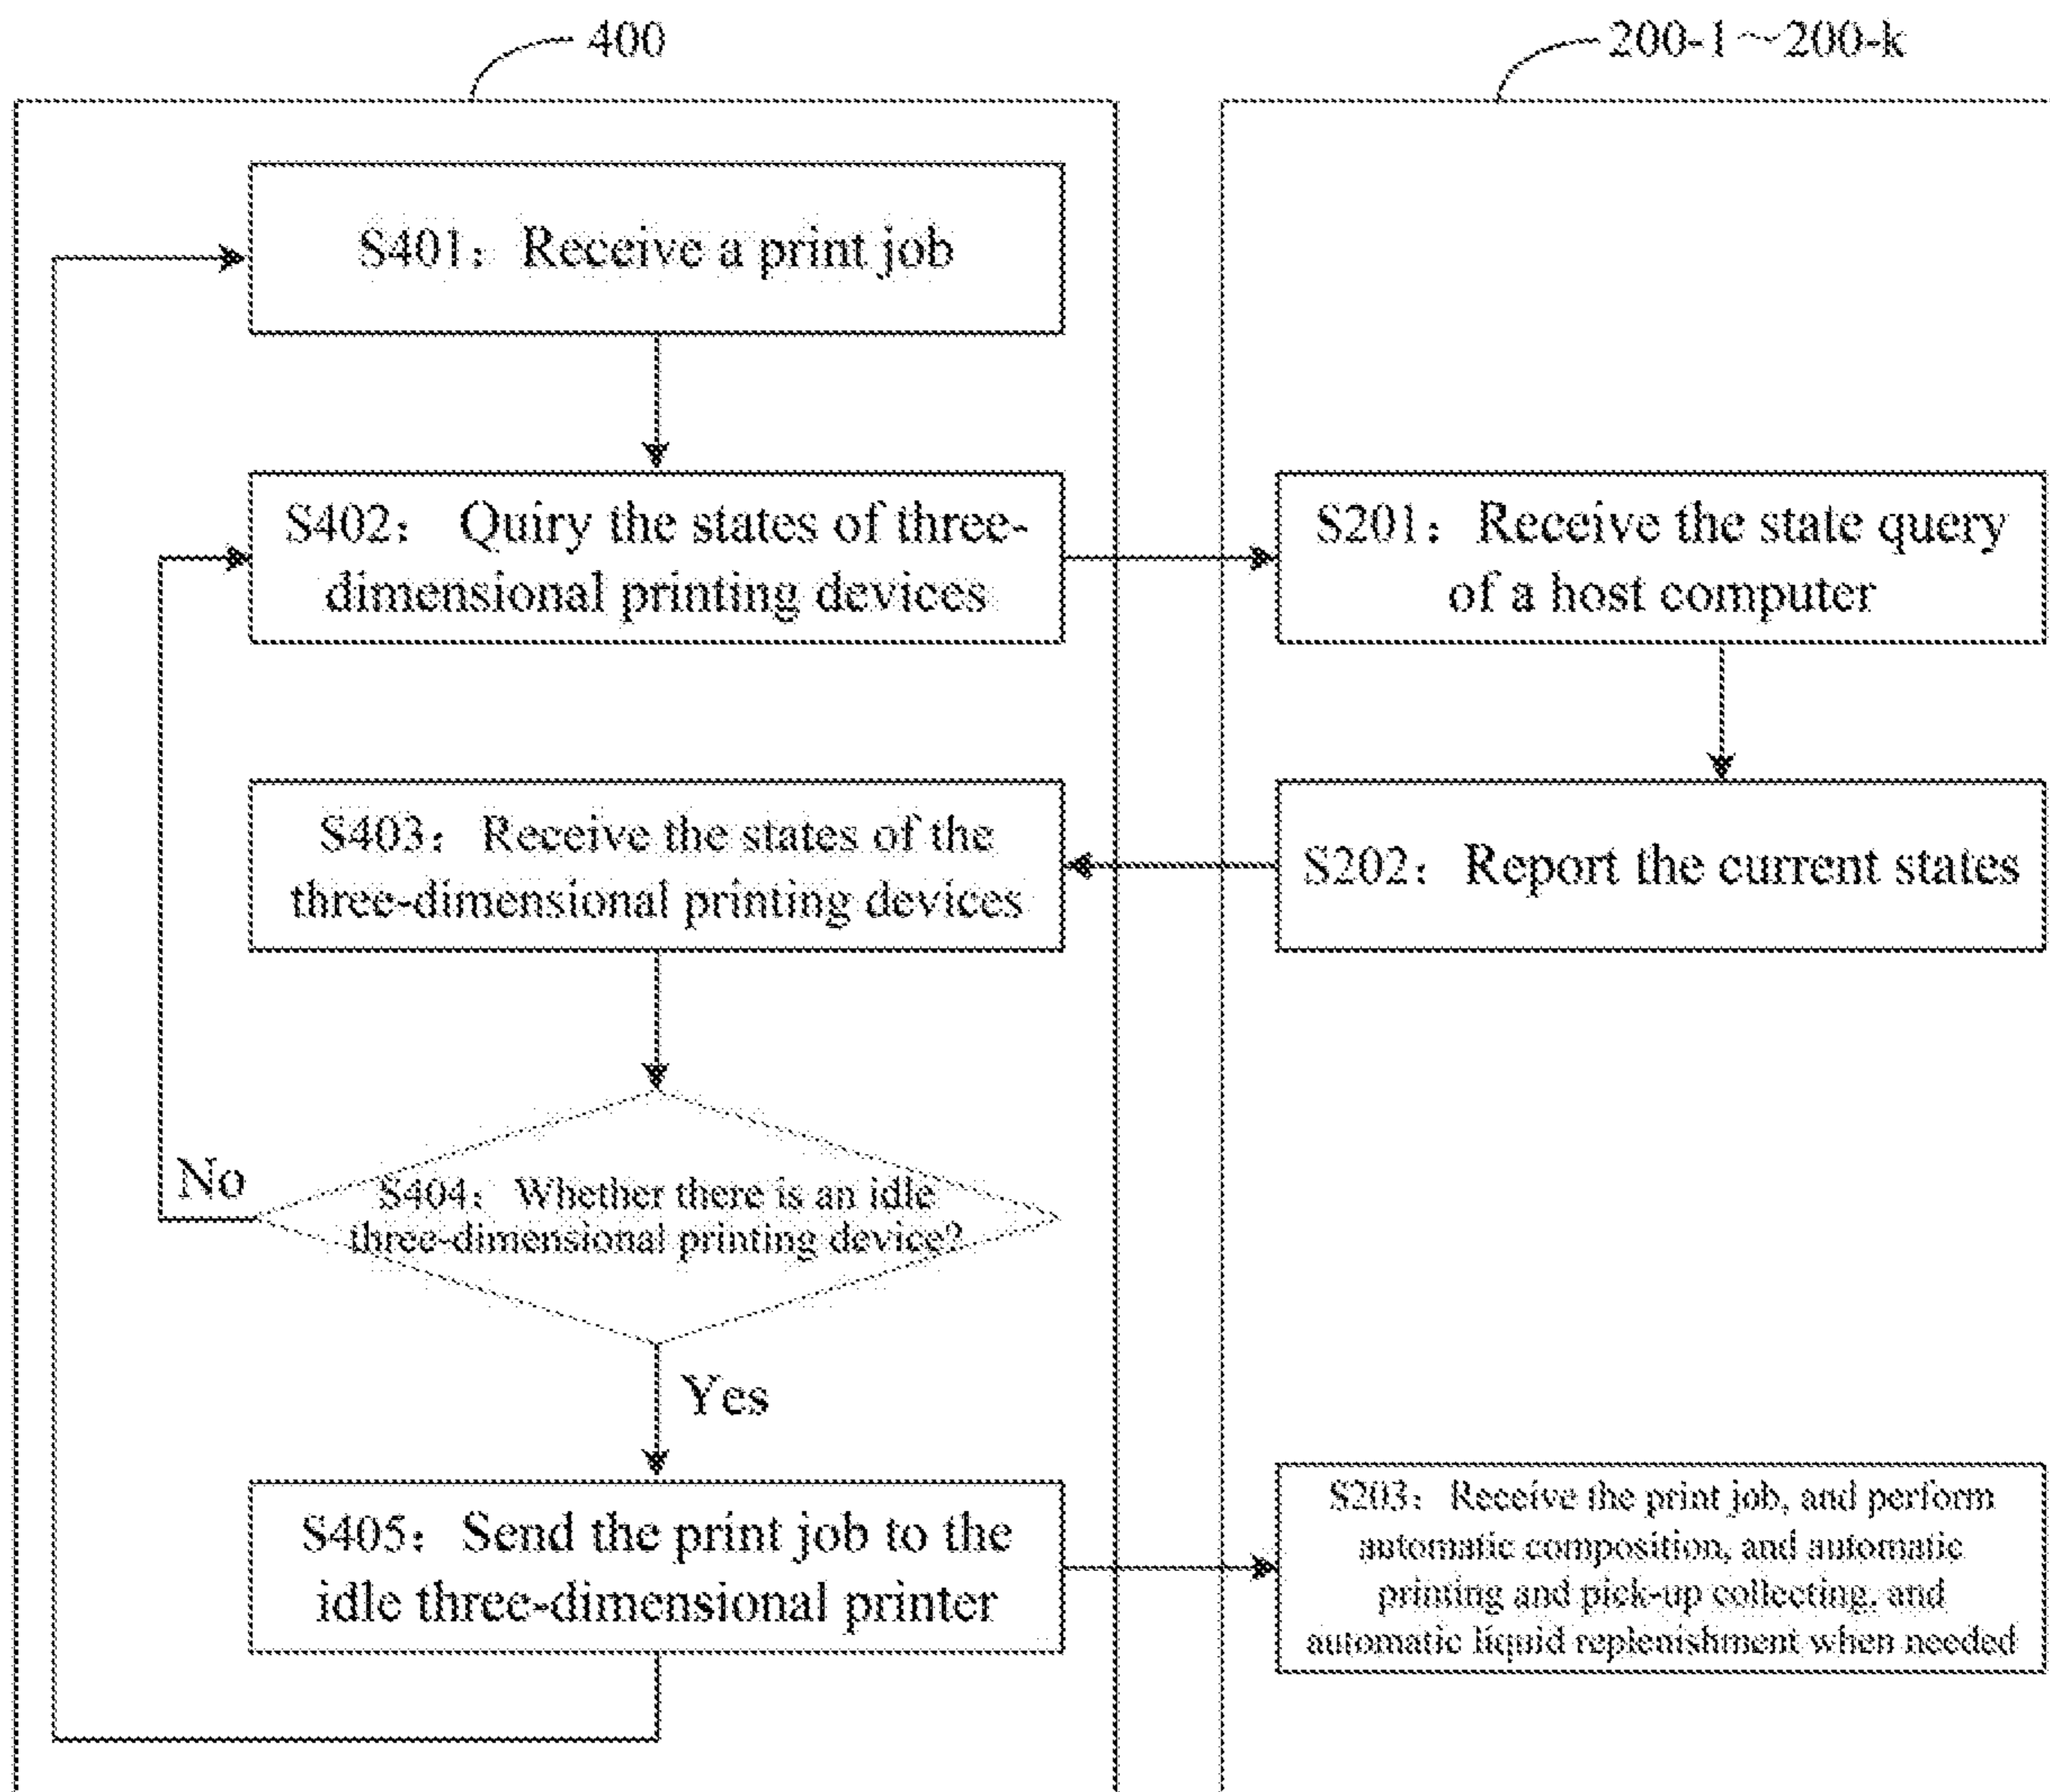 400
200-1～200-k
S401： Receive a print job
S402： Quiry the states of three-
dimensional printing devices
S201： Receive the state query
of a host computer
S403： Receive the states of the
three-dimensional printing devices
S202： Report the current states
No
S404： Whether there is an idle
three-dimensional printing device?
Yes
S405： Send the print job to the
idle three-dimensional printer
S203： Receive the print job, and perform
automatic composition, and automatic
printing and pick-up collecting, and
automatic liquid replenishment when needed